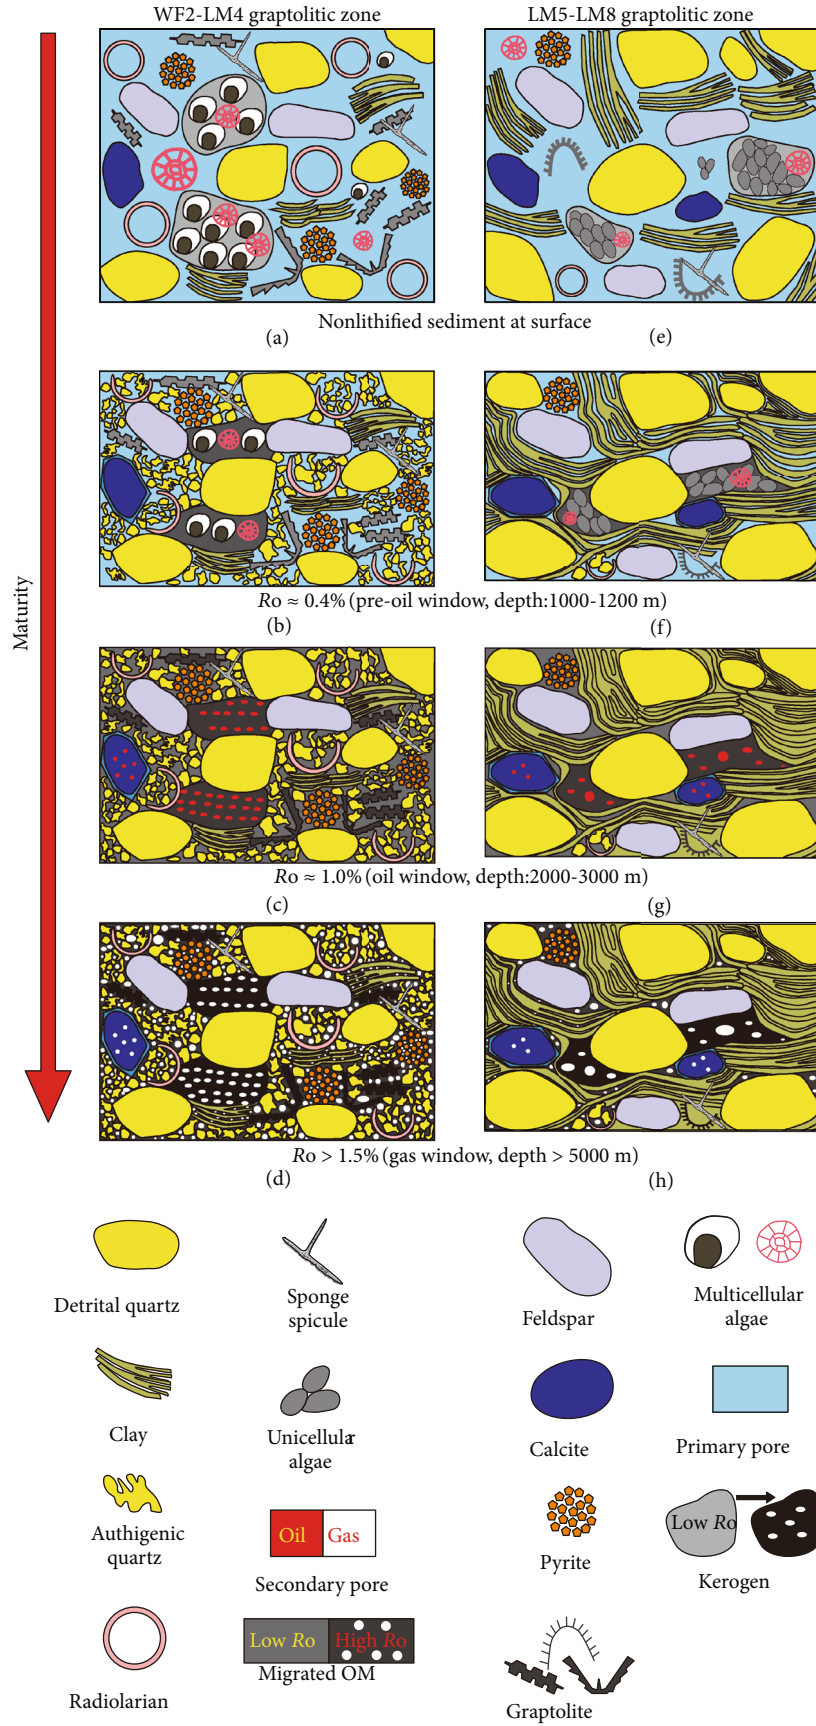 WF2-LM4 graptolitic zone
LM5-LM8 graptolitic zone
Maturity
Nonlithified sediment at surface
(a)
(e)
Ro ≈ 0.4% (pre-oil window, depth:1000-1200 m)
(b)
(f)
Ro ≈ 1.0% (oil window, depth:2000-3000 m)
(c)
(g)
Ro > 1.5% (gas window, depth > 5000 m)
(d)
(h)
Detrital quartz
Sponge
spicule
Feldspar
Multicellular
algae
Clay
Unicellular
algae
Calcite
Primary pore
Authigenic
quartz
Oil
Gas
Secondary pore
Pyrite
Low Ro
Kerogen
Radiolarian
Low Ro
High Ro
Migrated OM
Graptolite